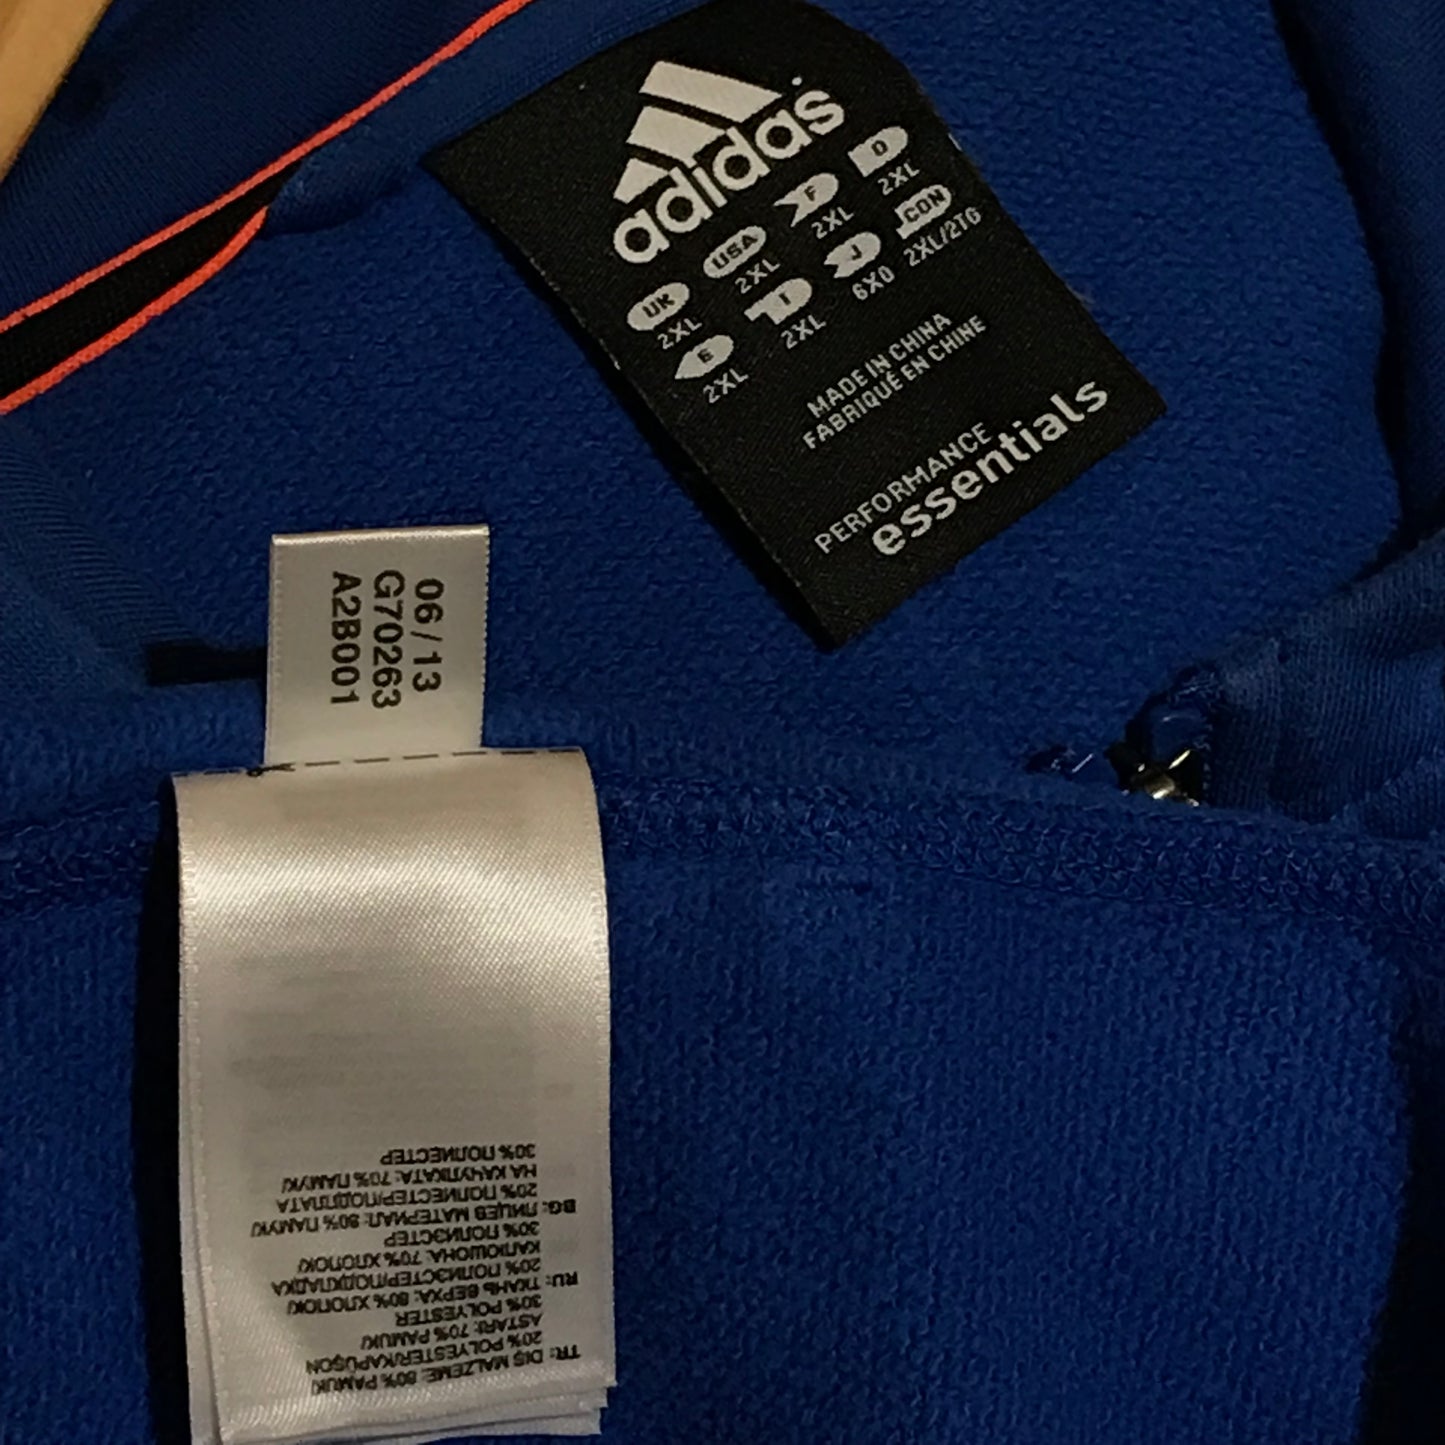 adidas
UK USA F D
2XL 2XL 2XL 2XL
E I J CDN
2XL 2XL 6XO 2XL/2TG
MADE IN CHINA
FABRIQUÉ EN CHINE
PERFORMANCE
essentials
06/13
G70263
A2B001
TR: DIŞ MALZEME: 80% PAMUK/
20% POLYESTER/KAPÜŞON
ASTARI: 70% PAMUK/
30% POLYESTER
RU: ТКАНЬ ВЕРХА: 80% ХЛОПОК/
20% ПОЛИЭСТЕР/ПОДКЛАДКА
КАПЮШОНА: 70% ХЛОПОК/
30% ПОЛИЭСТЕР
BG: ЛИЦЕВ МАТЕРИАЛ: 80% ПАМУК/
20% ПОЛИЕСТЕР/ПОДПЛАТА
НА КАЧУЛКАТА: 70% ПАМУК/
30% ПОЛИЕСТЕР